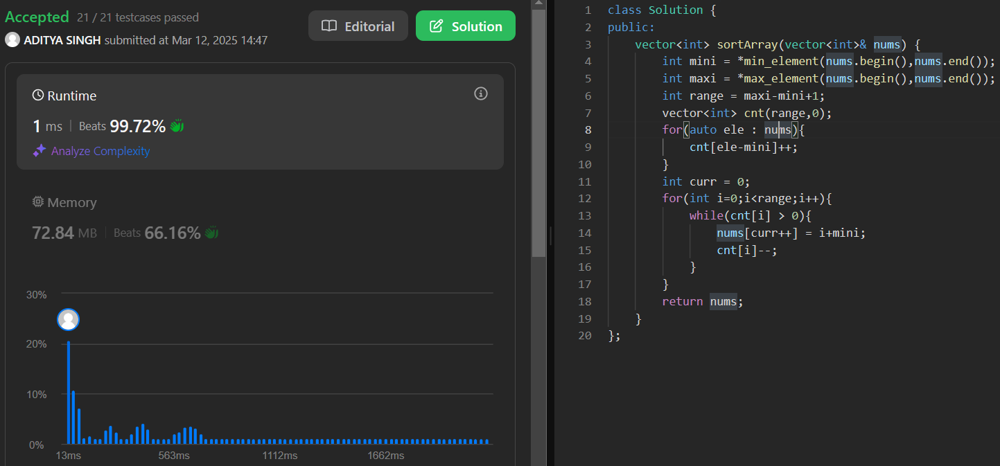 Accepted 21 / 21 testcases passed
ADITYA SINGH submitted at Mar 12, 2025 14:47
Editorial
Solution
Runtime
1 ms | Beats 99.72%
Analyze Complexity
Memory
72.84 MB | Beats 66.16%
30%
20%
10%
0%
13ms 563ms 1112ms 1662ms
1 class Solution {
2 public:
3     vector<int> sortArray(vector<int>& nums) {
4         int mini = *min_element(nums.begin(),nums.end());
5         int maxi = *max_element(nums.begin(),nums.end());
6         int range = maxi-mini+1;
7         vector<int> cnt(range,0);
8         for(auto ele : nums){
9             cnt[ele-mini]++;
10         }
11         int curr = 0;
12         for(int i=0;i<range;i++){
13             while(cnt[i] > 0){
14                 nums[curr++] = i+mini;
15                 cnt[i]--;
16             }
17         }
18         return nums;
19     }
20 };